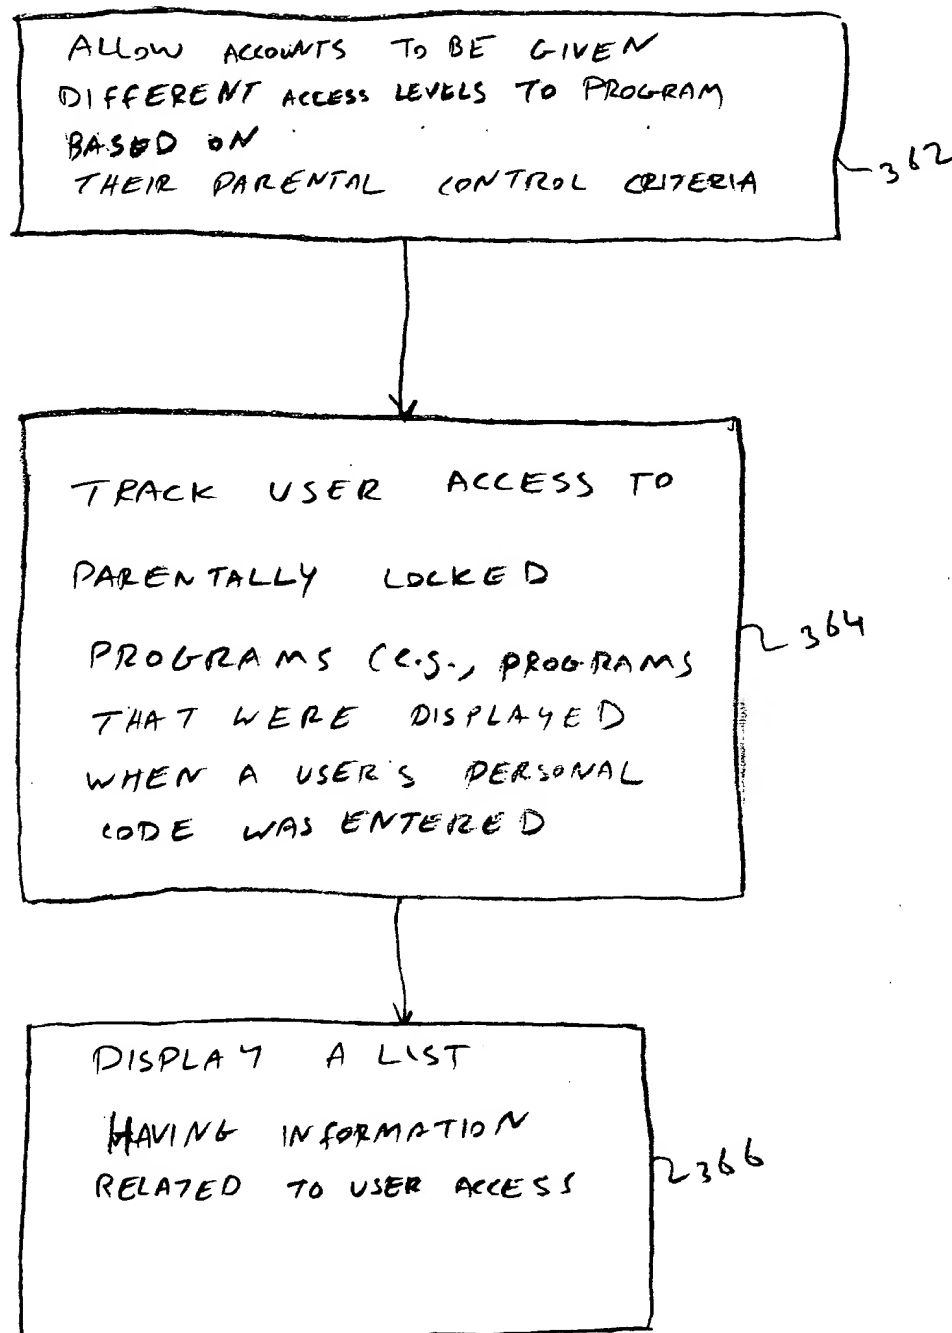 ALLOW ACCOUNTS TO BE GIVEN
DIFFERENT ACCESS LEVELS TO PROGRAM
BASED ON
THEIR PARENTAL CONTROL CRITERIA
362
TRACK USER ACCESS TO
PARENTALLY LOCKED
PROGRAMS (e.g., PROGRAMS
THAT WERE DISPLAYED
WHEN A USER'S PERSONAL
CODE WAS ENTERED
364
DISPLAY A LIST
HAVING INFORMATION
RELATED TO USER ACCESS
366